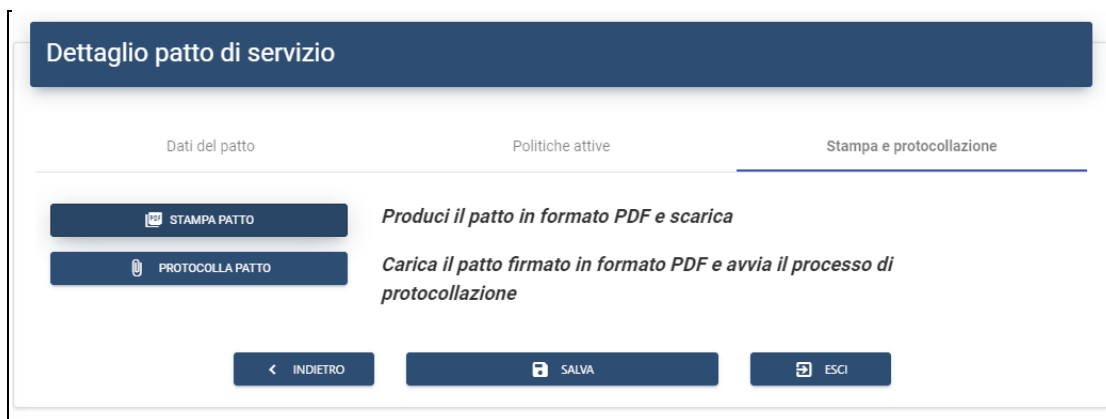 Dettaglio patto di servizio
Dati del patto
Politiche attive
Stampa e protocollazione
PDF STAMPA PATTO
Produci il patto in formato PDF e scarica
PROTOCOLLA PATTO
Carica il patto firmato in formato PDF e avvia il processo di
protocollazione
INDIETRO
SALVA
ESCI